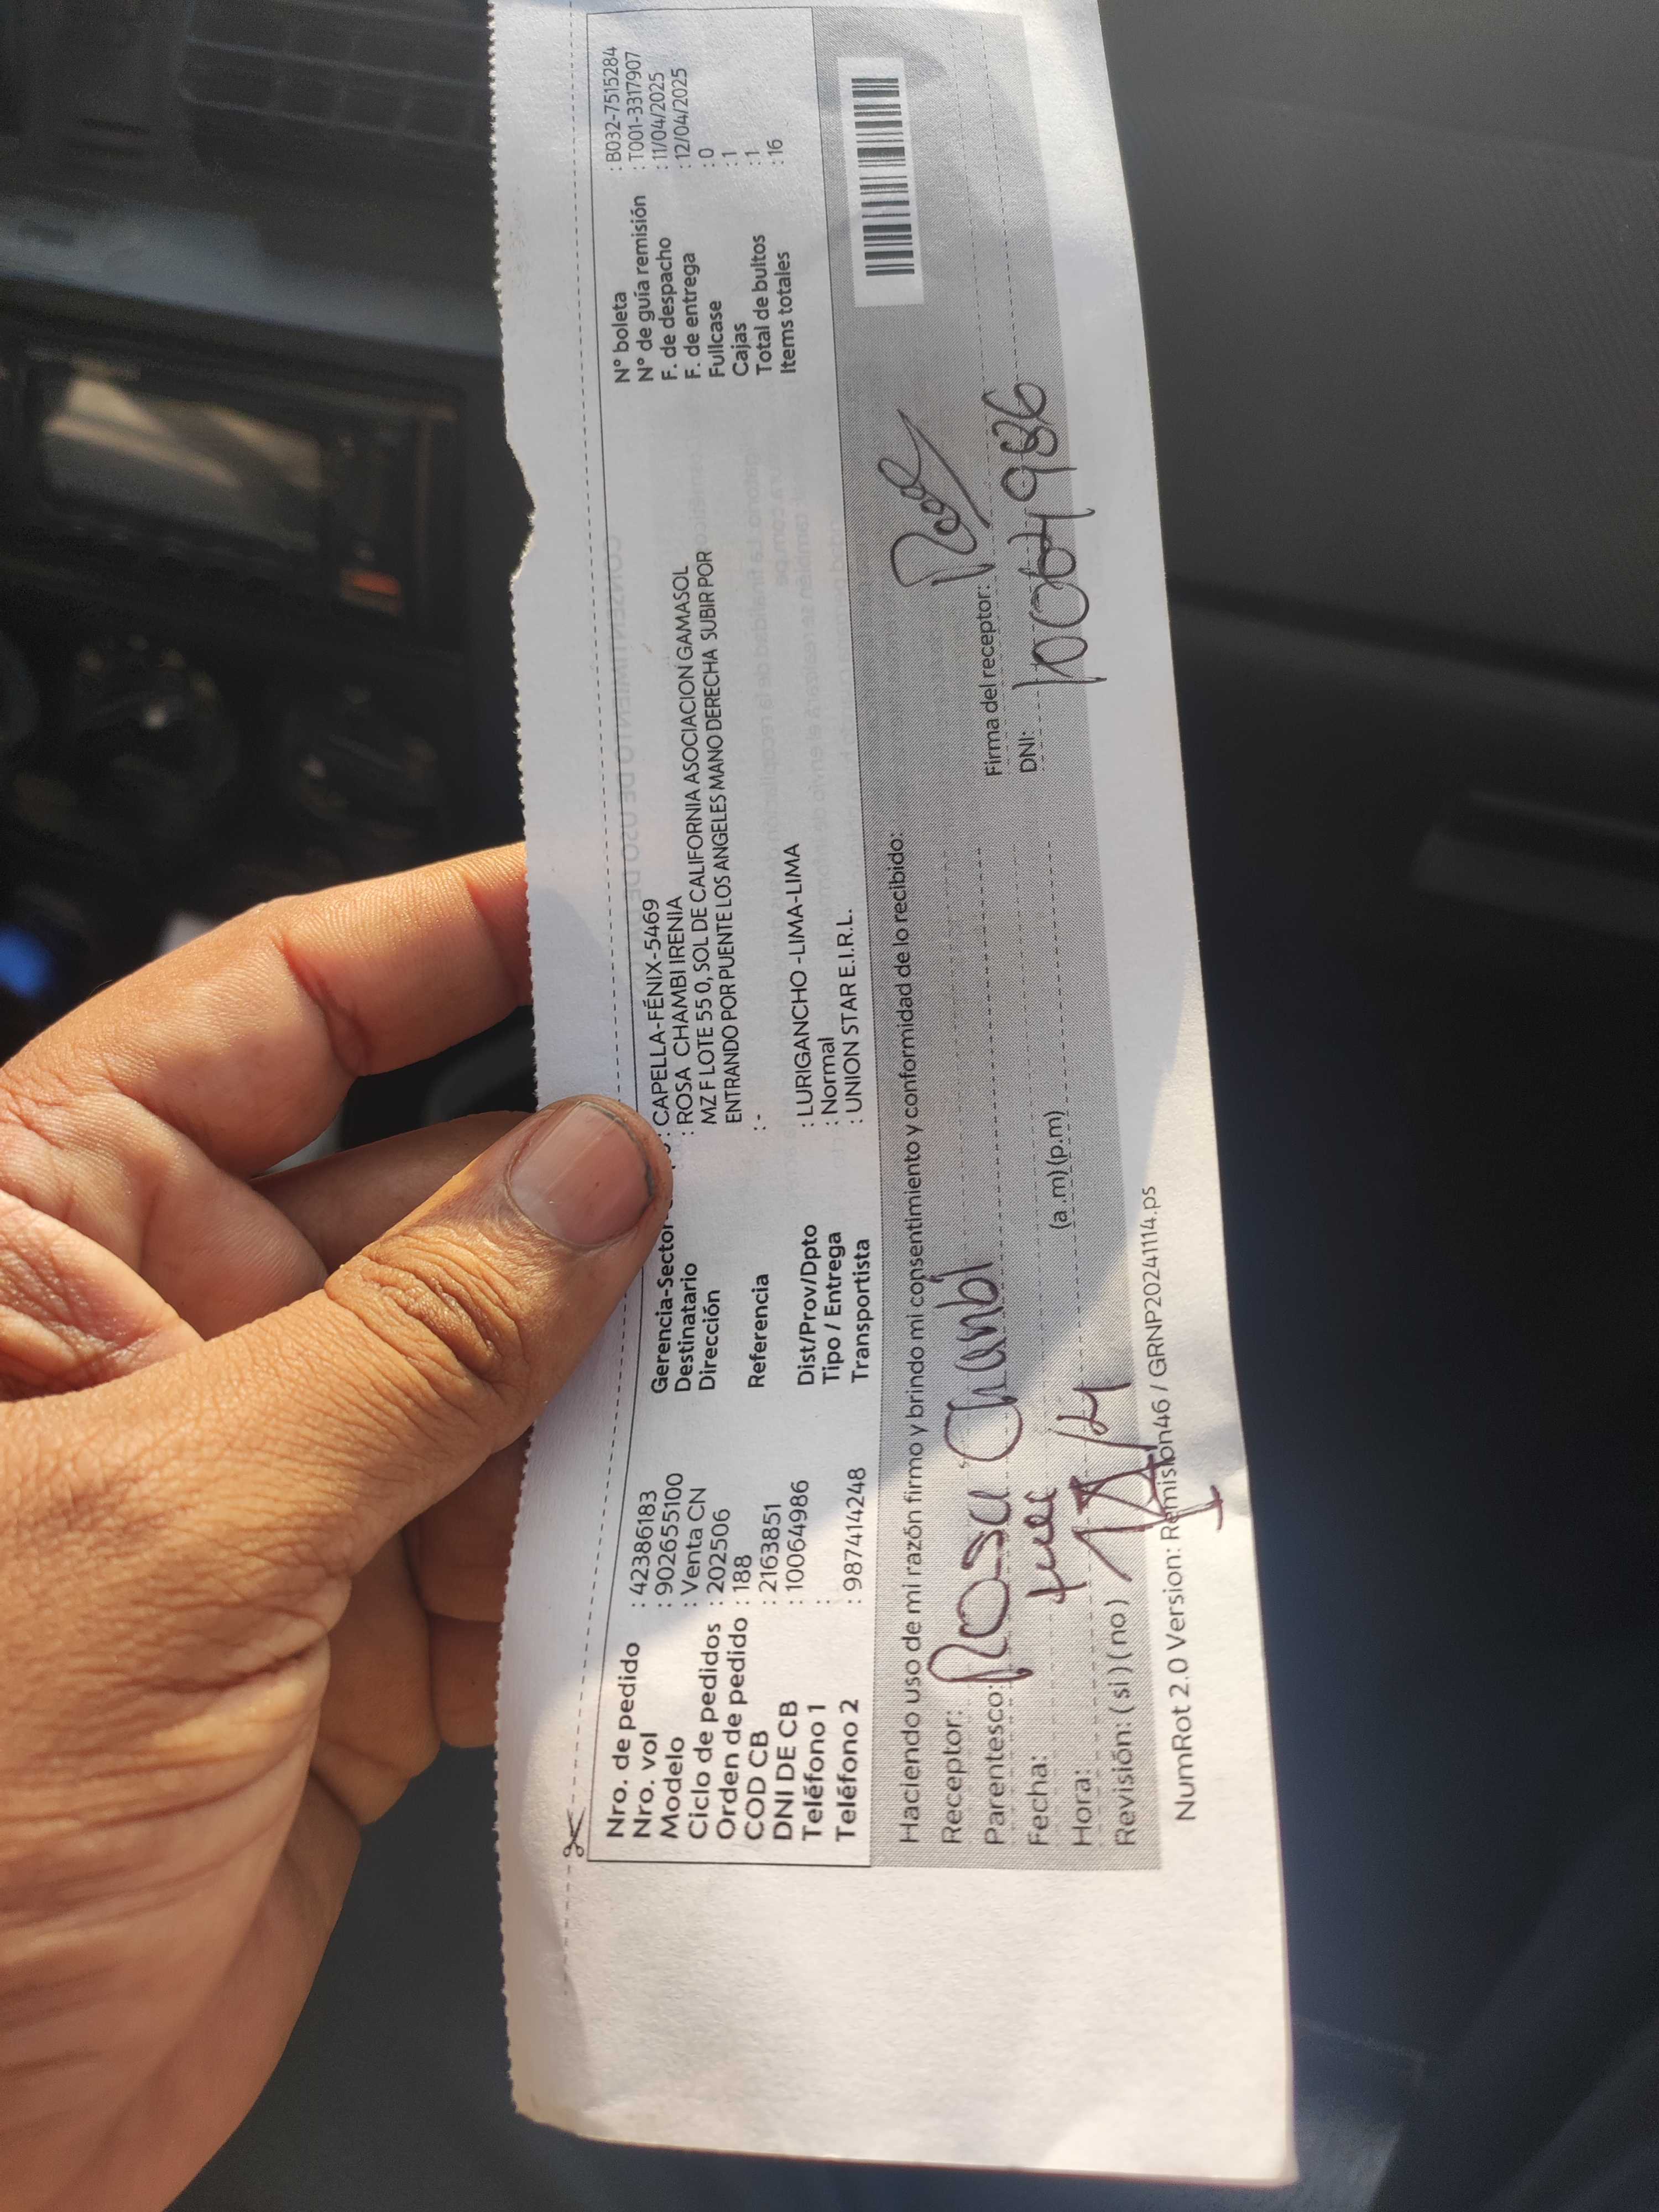 Nro. de pedido : 42386183
Nro. vol : 902655100
Modelo : Venta CN
Ciclo de pedidos : 202506
Orden de pedido : 188
COD CB : 2163851
DNI DE CB : 10064986
Teléfono 1 :
Teléfono 2 : 987414248
Gerencia-Sector : CAPELLA-FÉNIX-5469
Destinatario : ROSA CHAMBI IRENIA
Dirección MZ F LOTE 55 0, SOL DE CALIFORNIA ASOCIACION GAMASOL
ENTRANDO POR PUENTE LOS ANGELES MANO DERECHA SUBIR POR
Referencia : -
Dist/Prov/Dpto : LURIGANCHO -LIMA-LIMA
Tipo / Entrega : Normal
Transportista : UNION STAR E.I.R.L.
N° boleta : B032-7515284
N° de guía remisión : T001-3317907
F. de despacho : 11/04/2025
F. de entrega : 12/04/2025
Fullcase : 0
Cajas : 1
Total de bultos : 1
Items totales : 16
Haciendo uso de mi razón firmo y brindo mi consentimiento y conformidad de lo recibido:
Receptor: Rosa Chambi
Parentesco:
Fecha:
Hora: (a .m) (p.m)
Revisión: ( si ) ( no )
Firma del receptor:
DNI: 10064986
NumRot 2.0 Version: Remision46 / GRNP20241114.ps